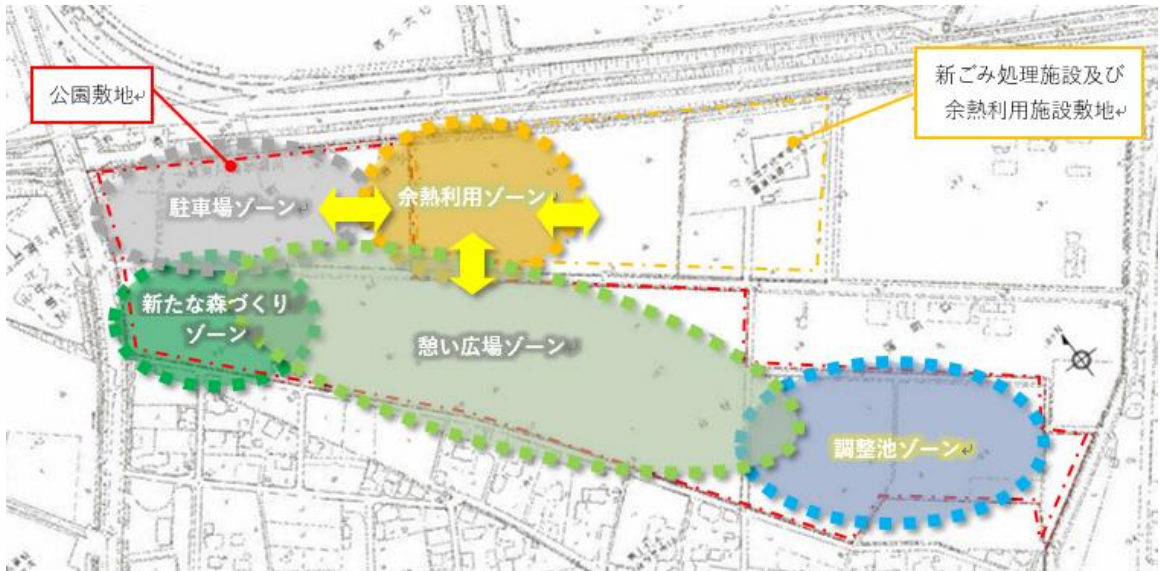 公園敷地↵
新ごみ処理施設及び
余熱利用施設敷地↵
駐車場ゾーン↵
余熱利用ゾーン↵
新たな森づくり
ゾーン↵
憩い広場ゾーン↵
調整池ゾーン↵